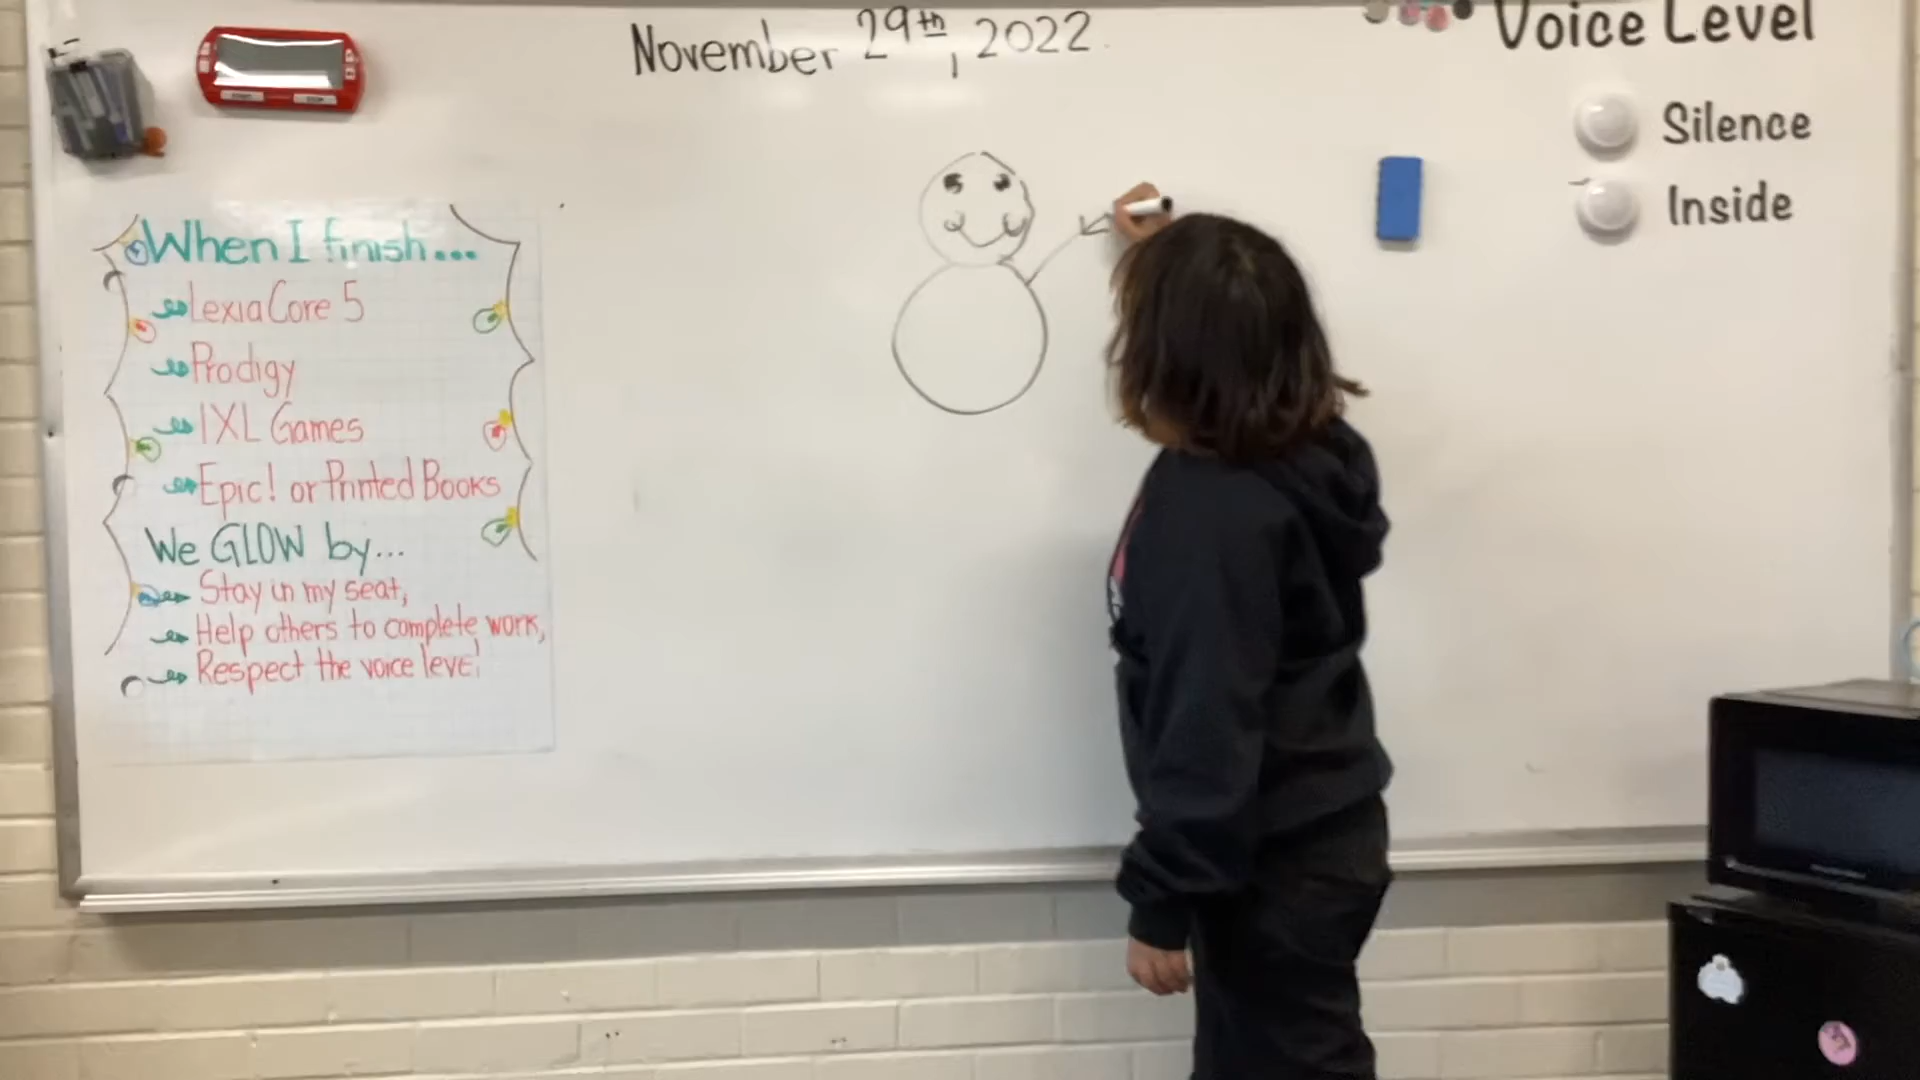 November 29th, 2022
Voice Level
Silence
Inside
When I finish...
Lexia Core 5
Prodigy
IXL Games
Epic! or Printed Books
We GLOW by...
Stay in my seat,
Help others to complete work,
Respect the voice level